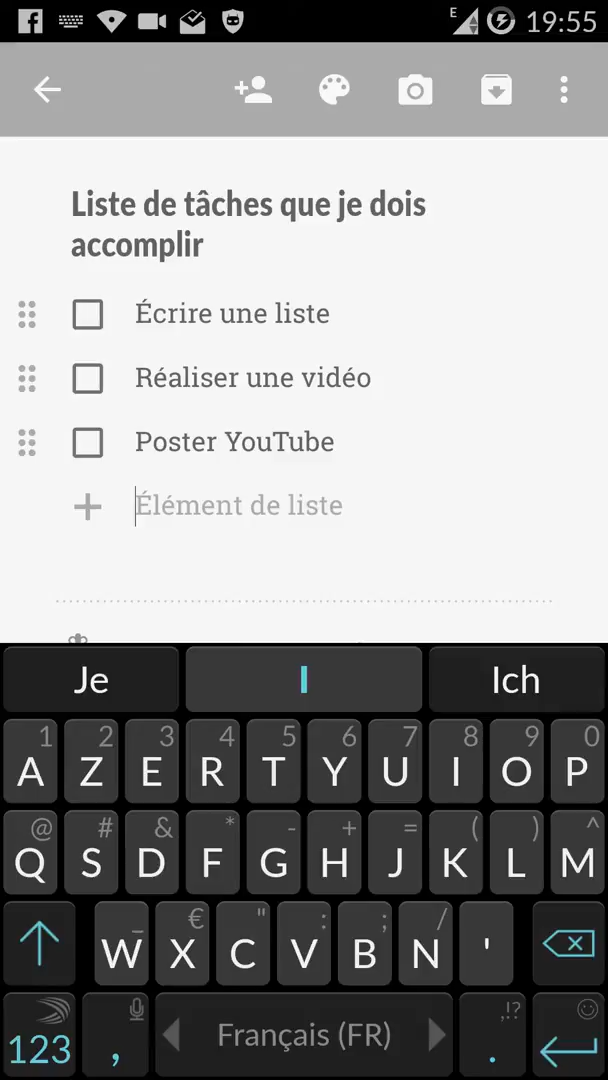 E 19:55
Liste de tâches que je dois
accomplir
Écrire une liste
Réaliser une vidéo
Poster YouTube
Élément de liste
Je I Ich
1 2 3 4 5 6 7 8 9 0
A Z E R T Y U I O P
@ # & * - + = ( ) ^
Q S D F G H J K L M
_ € " : ; /
W X C V B N '
,!?
123 , Français (FR) .